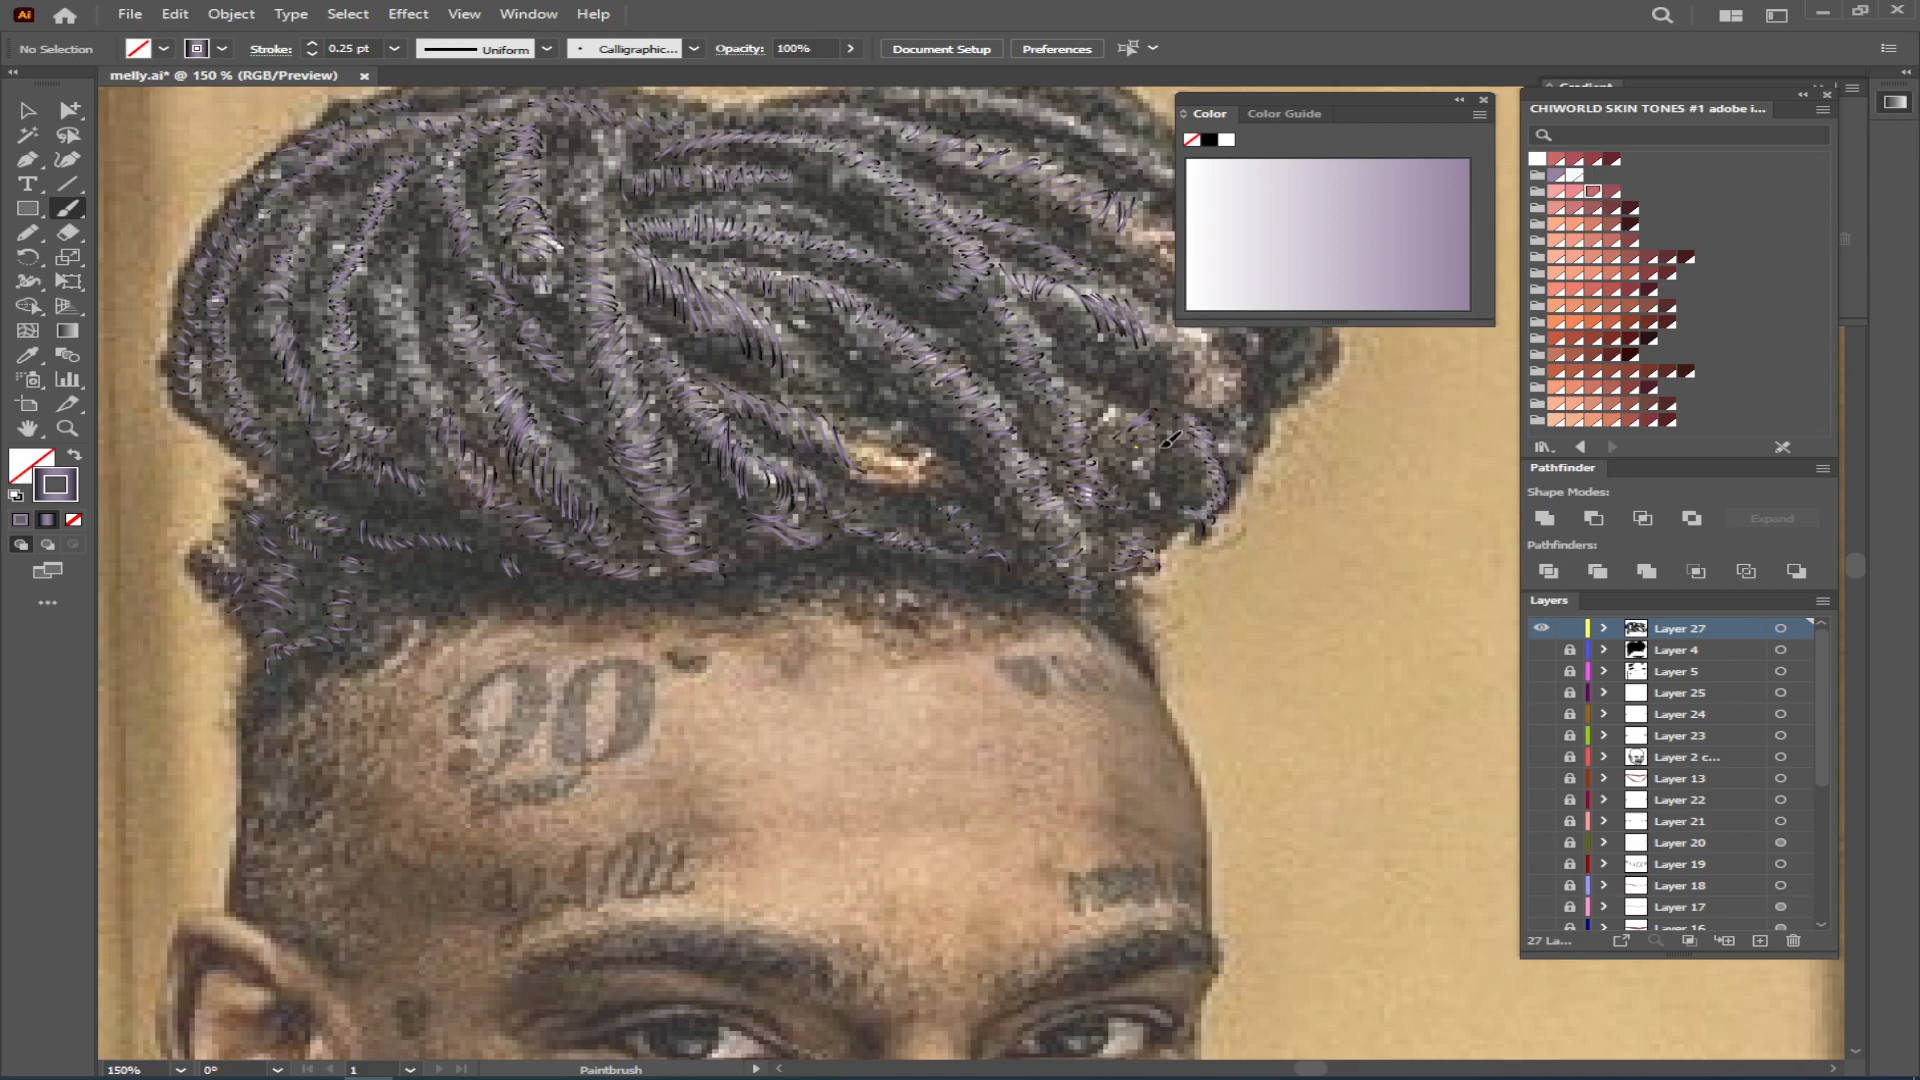 Ai File Edit Object Type Select Effect View Window Help
No Selection Stroke: 0.25 pt Uniform Calligraphic... Opacity: 100% Document Setup Preferences
melly.ai* @ 150 % (RGB/Preview)
Gradient
Color Color Guide
CHIWORLD SKIN TONES #1 adobe i...
Pathfinder
Shape Modes:
Expand
Pathfinders:
Layers
Layer 27
Layer 4
Layer 5
Layer 25
Layer 24
Layer 23
Layer 2 c...
Layer 13
Layer 22
Layer 21
Layer 20
Layer 19
Layer 18
Layer 17
Layer 16
27 La...
150% 0° 1 Paintbrush